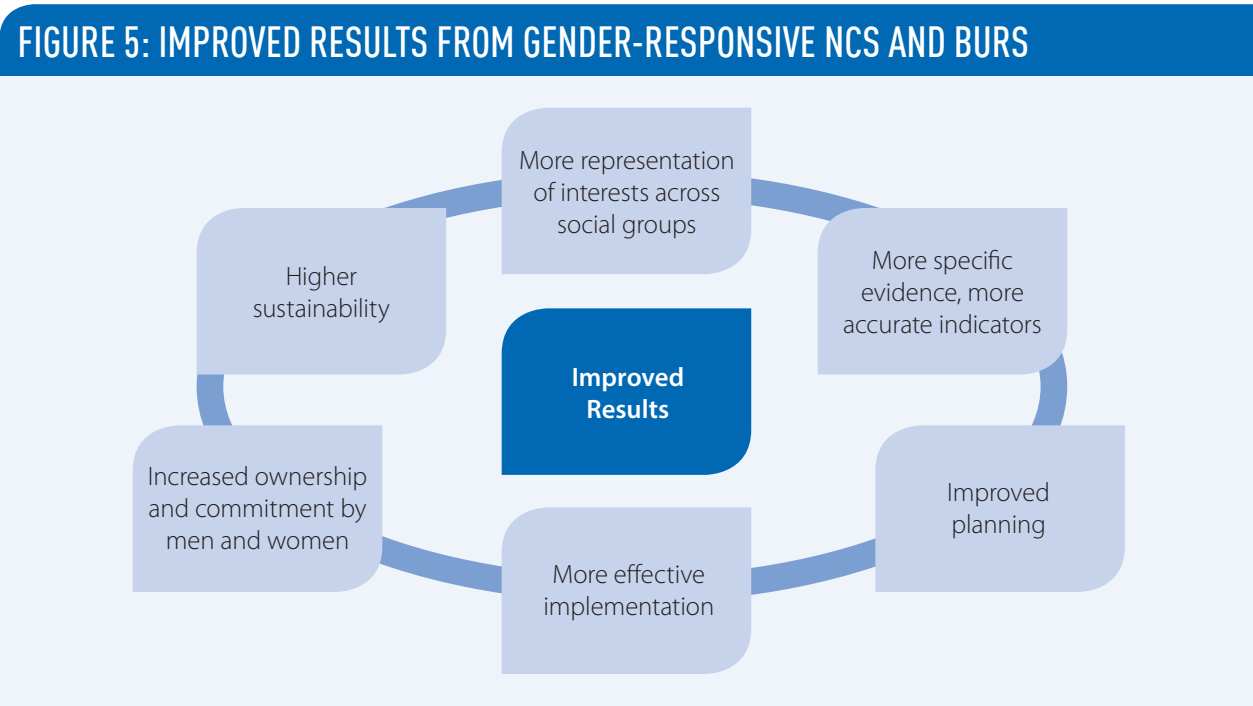 FIGURE 5: IMPROVED RESULTS FROM GENDER-RESPONSIVE NCS AND BURS
More representation
of interests across
social groups
More specific
evidence, more
accurate indicators
Improved
planning
More effective
implementation
Increased ownership
and commitment by
men and women
Higher
sustainability
Improved
Results